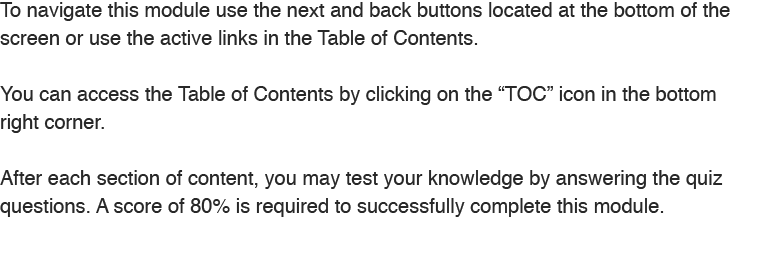 To navigate this module use the next and back buttons located at the bottom of the
screen or use the active links in the Table of Contents.
You can access the Table of Contents by clicking on the “TOC” icon in the bottom
right corner.
After each section of content, you may test your knowledge by answering the quiz
questions. A score of 80% is required to successfully complete this module.